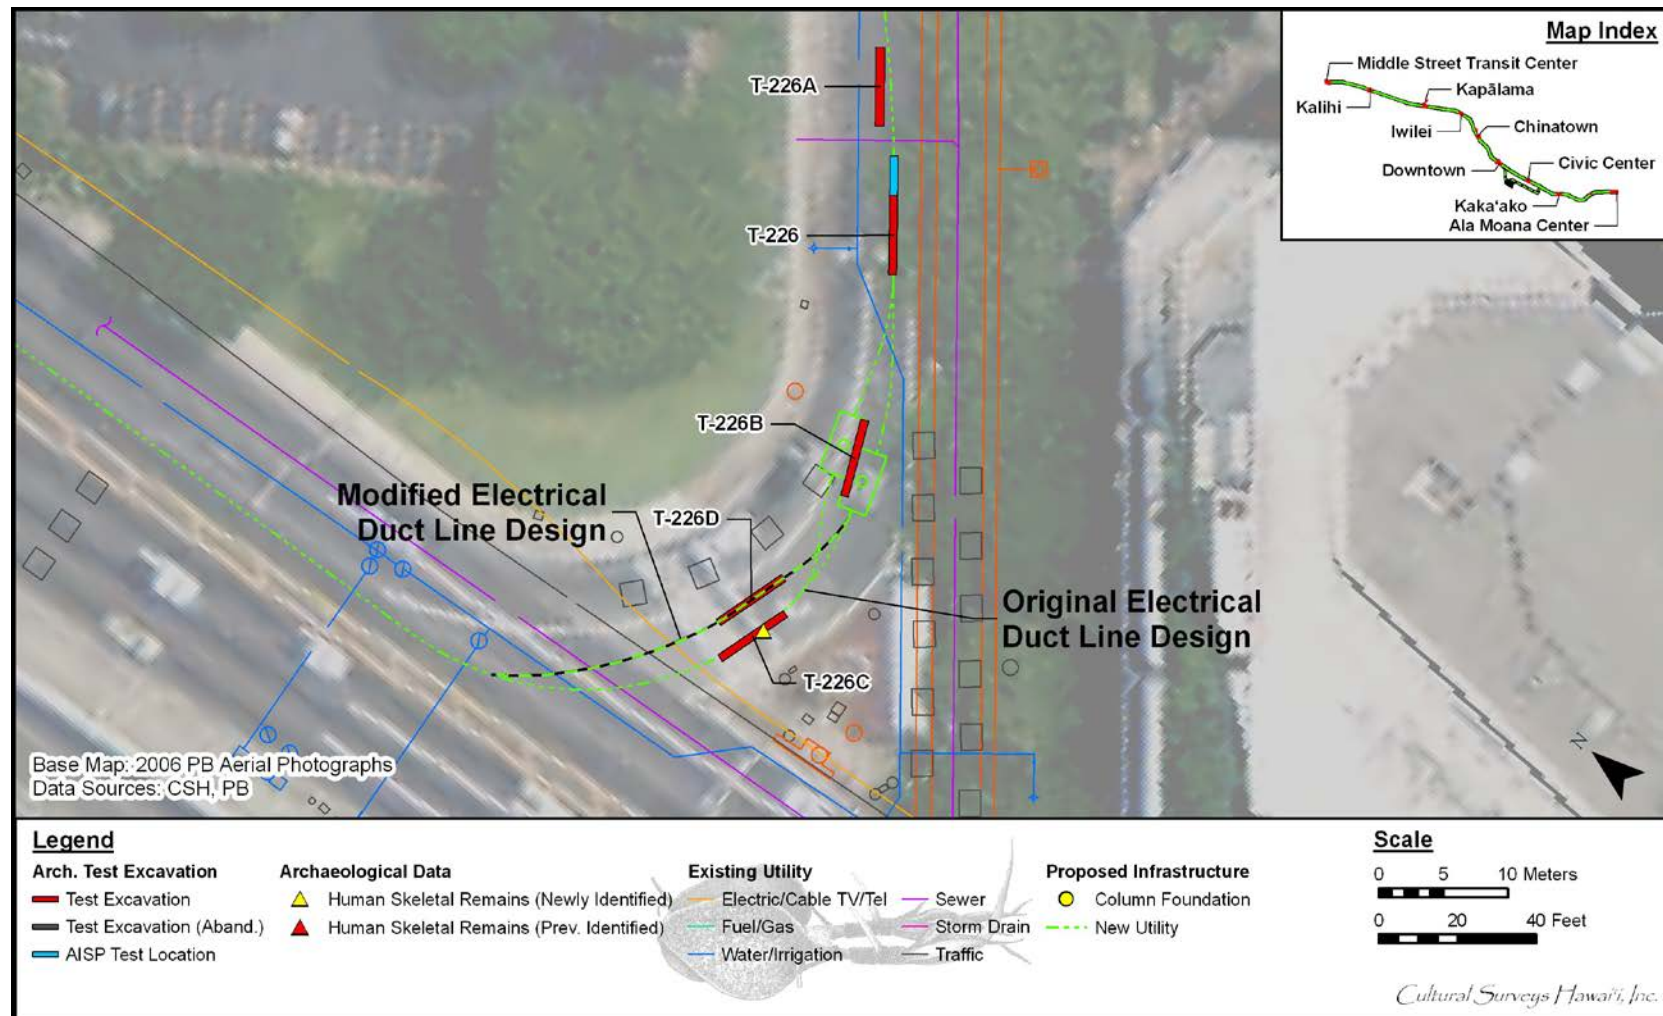 Map Index
Middle Street Transit Center
Kapālama
Kalihi
Iwilei
Chinatown
Downtown
Civic Center
Kakaʻako
Ala Moana Center
T-226A
T-226
T-226B
Modified Electrical
Duct Line Design
T-226D
Original Electrical
Duct Line Design
T-226C
N
Base Map: 2006 PB Aerial Photographs
Data Sources: CSH, PB
Legend
Arch. Test Excavation
Test Excavation
Test Excavation (Aband.)
AISP Test Location
Archaeological Data
Human Skeletal Remains (Newly Identified)
Human Skeletal Remains (Prev. Identified)
Existing Utility
Electric/Cable TV/Tel
Fuel/Gas
Water/Irrigation
Sewer
Storm Drain
Traffic
Proposed Infrastructure
Column Foundation
New Utility
Scale
0 5 10 Meters
0 20 40 Feet
Cultural Surveys Hawaiʻi, Inc.